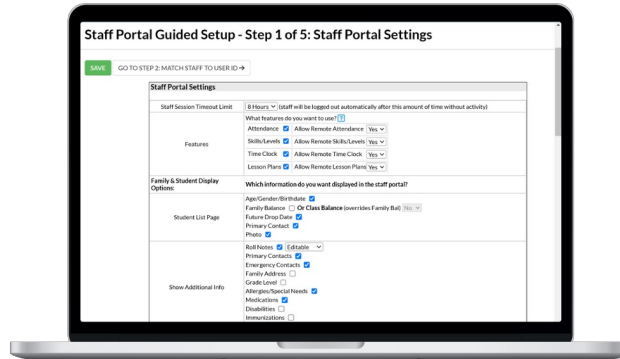 Staff Portal Guided Setup - Step 1 of 5: Staff Portal Settings
SAVE GO TO STEP 2: MATCH STAFF TO USER ID →
Staff Portal Settings
Staff Session Timeout Limit 8 Hours (staff will be logged out automatically after this amount of time without activity)
Features
What features do you want to use? ?
Attendance Allow Remote Attendance Yes
Skills/Levels Allow Remote Skills/Levels Yes
Time Clock Allow Remote Time Clock Yes
Lesson Plans Allow Remote Lesson Plans Yes
Family & Student Display
Options:
Which information do you want displayed in the staff portal?
Student List Page
Age/Gender/Birthdate
Family Balance Or Class Balance (overrides Family Bal) No
Future Drop Date
Primary Contact
Photo
Show Additional Info
Roll Notes Editable
Primary Contacts
Emergency Contacts
Family Address
Grade Level
Allergies/Special Needs
Medications
Disabilities
Immunizations